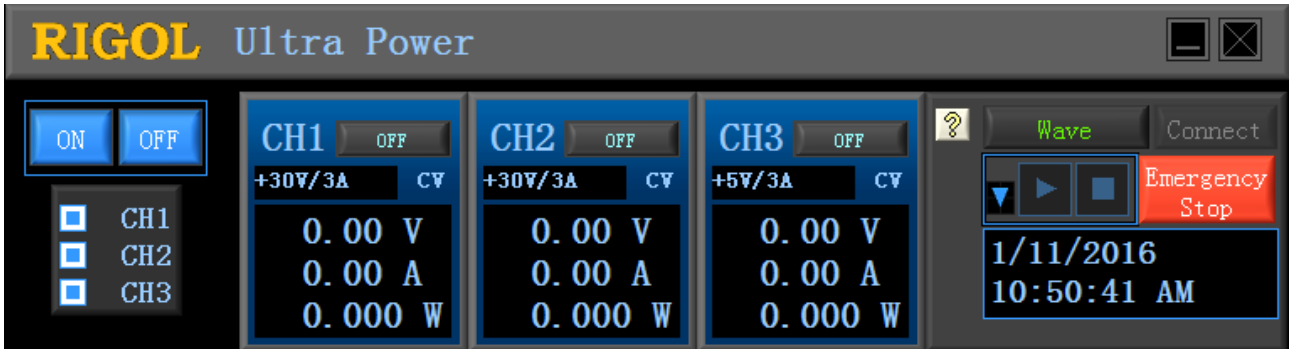 RIGOL Ultra Power
ON OFF
CH1
CH2
CH3
CH1 OFF
+30V/3A CV
0.00 V
0.00 A
0.000 W
CH2 OFF
+30V/3A CV
0.00 V
0.00 A
0.000 W
CH3 OFF
+5V/3A CV
0.00 V
0.00 A
0.000 W
? Wave Connect
Emergency
Stop
1/11/2016
10:50:41 AM